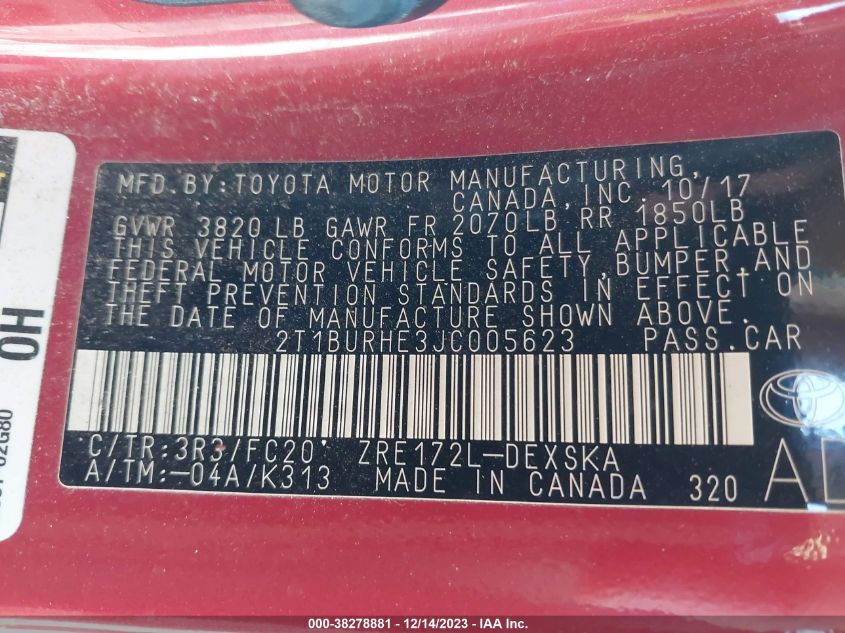 MFD.BY:TOYOTA MOTOR MANUFACTURING,
CANADA,INC. 10/17
GVWR 3820 LB GAWR FR 2070LB RR 1850LB
THIS VEHICLE CONFORMS TO ALL APPLICABLE
FEDERAL MOTOR VEHICLE SAFETY,BUMPER,AND
THEFT PREVENTION STANDARDS IN EFFECT ON
THE DATE OF MANUFACTURE SHOWN ABOVE.
2T1BURHE3JC005623 PASS.CAR
C/TR:3R3/FC20 ZRE172L-DEXSKA
A/TM:-04A/K313 MADE IN CANADA 320
OH
02G80
000-38278881 - 12/14/2023 - IAAI.com